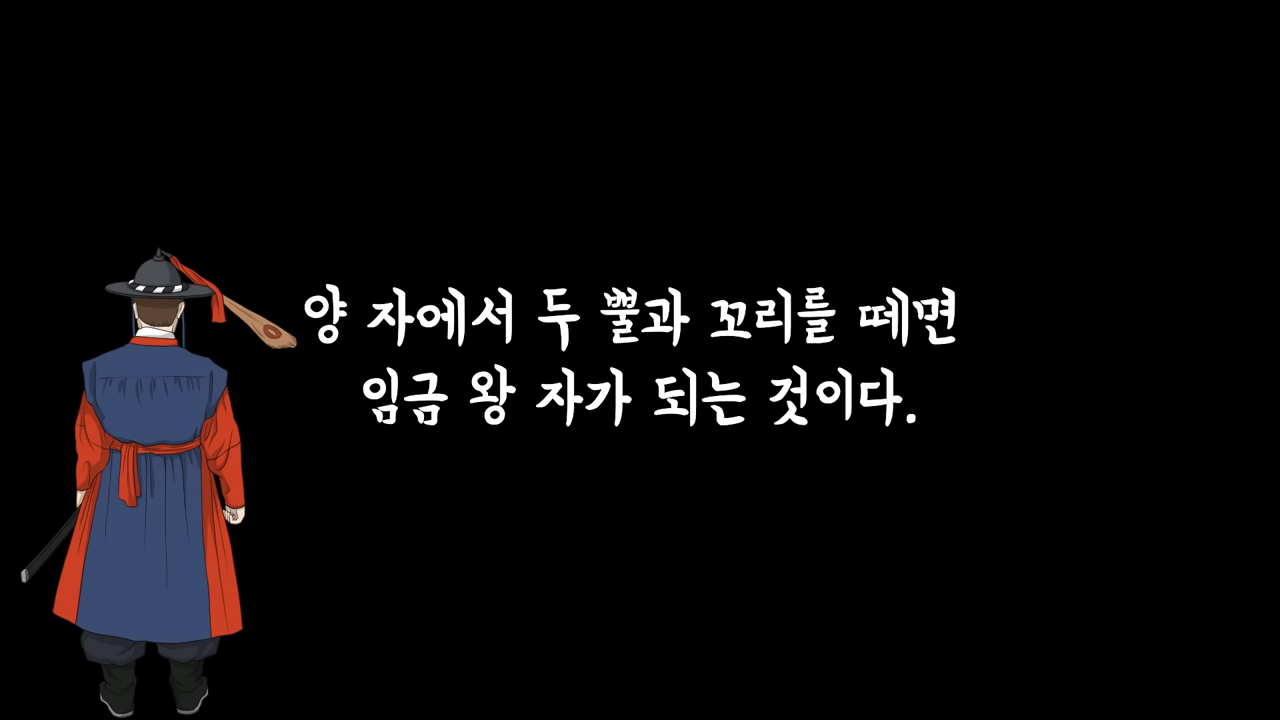 양 자에서 두 뿔과 꼬리를 떼면
임금 왕 자가 되는 것이다.